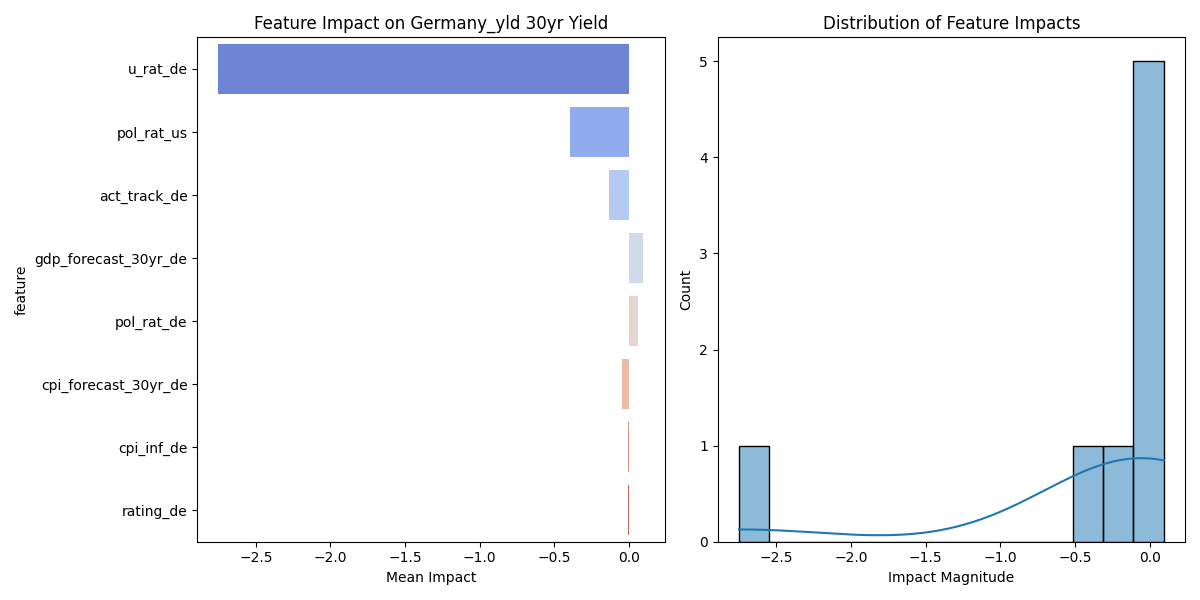 Feature Impact on Germany_yld 30yr Yield
feature
u_rat_de
pol_rat_us
act_track_de
gdp_forecast_30yr_de
pol_rat_de
cpi_forecast_30yr_de
cpi_inf_de
rating_de
−2.5 −2.0 −1.5 −1.0 −0.5 0.0
Mean Impact
Distribution of Feature Impacts
Count
5
4
3
2
1
0
−2.5 −2.0 −1.5 −1.0 −0.5 0.0
Impact Magnitude